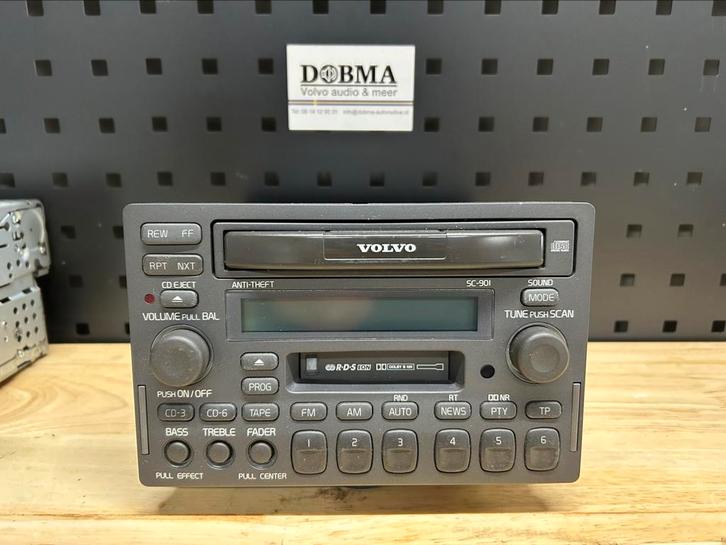 DOBMA
Volvo audio & meer
REW FF
RPT NXT
VOLVO
CD EJECT
ANTI-THEFT
SC-901
SOUND
MODE
VOLUME PULL BAL
TUNE PUSH SCAN
R·D·S EON DOLBY B NR
PROG
PUSH ON/OFF
CD-3 CD-6 TAPE
FM AM
RND
AUTO
RT
NEWS
NR
PTY
TP
BASS TREBLE FADER
1 2 3 4 5 6
PULL EFFECT PULL CENTER